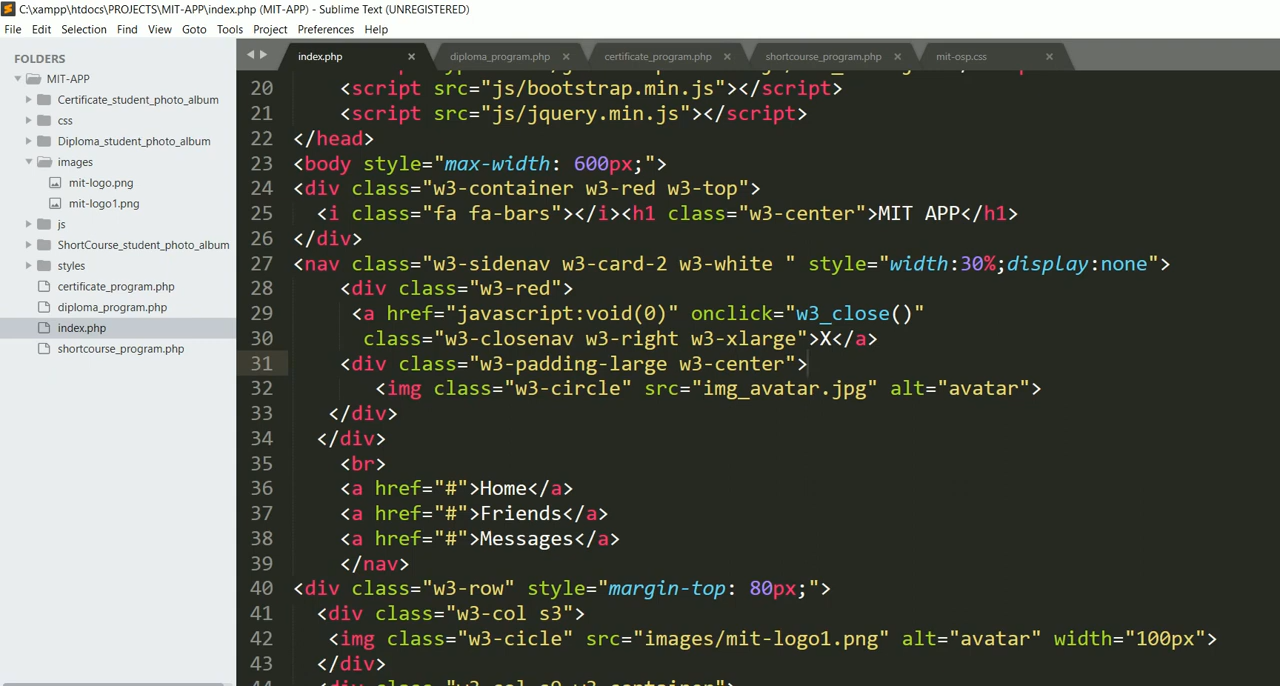 C:\xampp\htdocs\PROJECTS\MIT-APP\index.php (MIT-APP) - Sublime Text (UNREGISTERED)
File Edit Selection Find View Goto Tools Project Preferences Help
FOLDERS
MIT-APP
Certificate_student_photo_album
css
Diploma_student_photo_album
images
mit-logo.png
mit-logo1.png
js
ShortCourse_student_photo_album
styles
certificate_program.php
diploma_program.php
index.php
shortcourse_program.php
index.php × diploma_program.php × certificate_program.php × shortcourse_program.php × mit-osp.css ×
20 <script src="js/bootstrap.min.js"></script>
21 <script src="js/jquery.min.js"></script>
22 </head>
23 <body style="max-width: 600px;">
24 <div class="w3-container w3-red w3-top">
25 <i class="fa fa-bars"></i><h1 class="w3-center">MIT APP</h1>
26 </div>
27 <nav class="w3-sidenav w3-card-2 w3-white " style="width:30%;display:none">
28 <div class="w3-red">
29 <a href="javascript:void(0)" onclick="w3_close()"
30 class="w3-closenav w3-right w3-xlarge">X</a>
31 <div class="w3-padding-large w3-center">
32 <img class="w3-circle" src="img_avatar.jpg" alt="avatar">
33 </div>
34 </div>
35 <br>
36 <a href="#">Home</a>
37 <a href="#">Friends</a>
38 <a href="#">Messages</a>
39 </nav>
40 <div class="w3-row" style="margin-top: 80px;">
41 <div class="w3-col s3">
42 <img class="w3-cicle" src="images/mit-logo1.png" alt="avatar" width="100px">
43 </div>